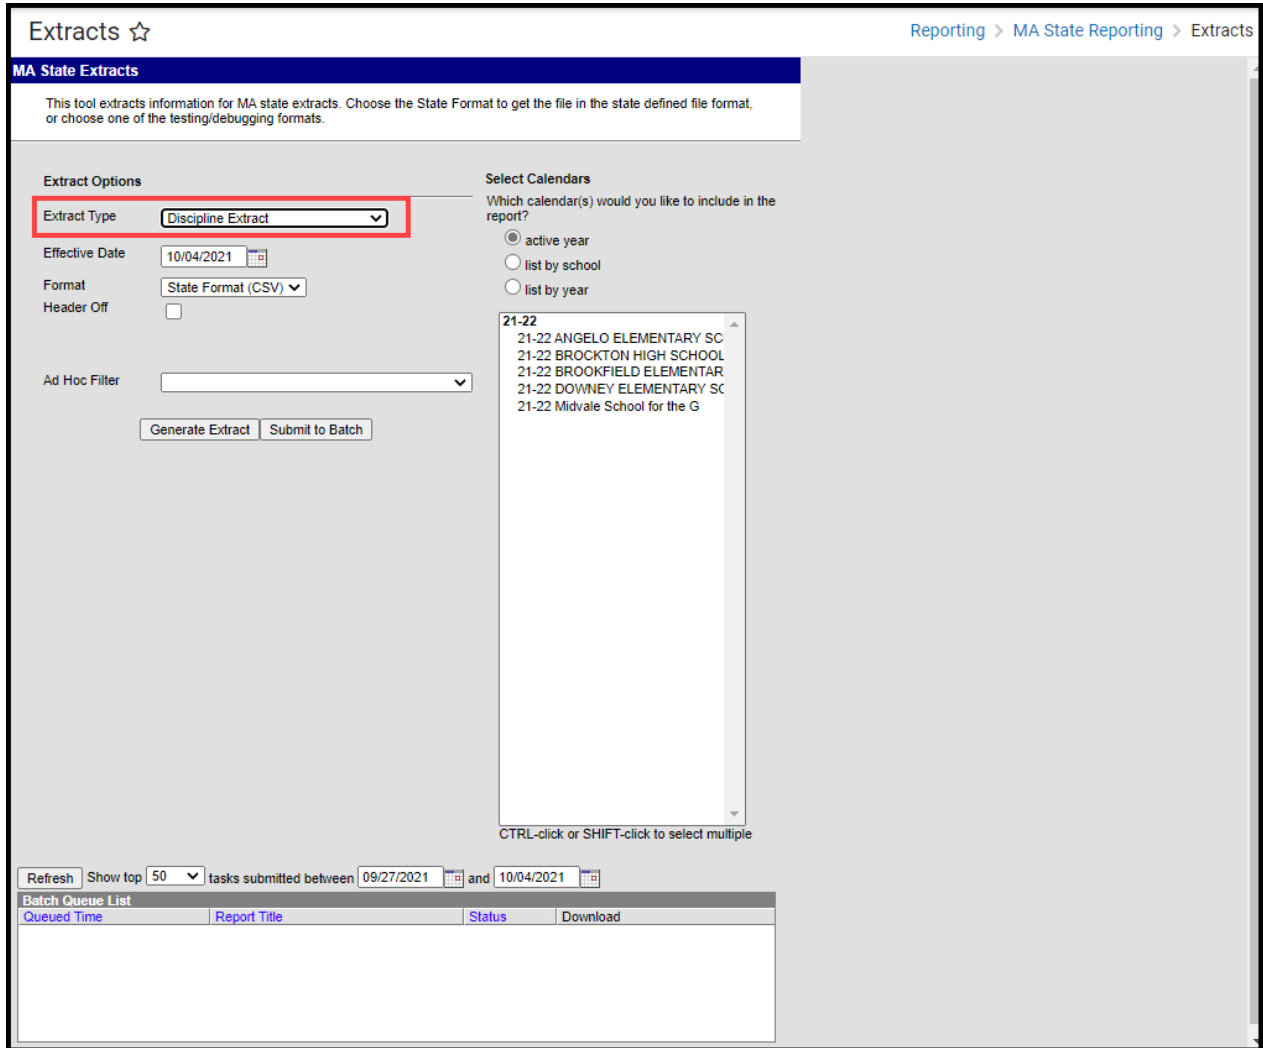 Extracts
Reporting > MA State Reporting > Extracts
MA State Extracts
This tool extracts information for MA state extracts. Choose the State Format to get the file in the state defined file format,
or choose one of the testing/debugging formats.
Extract Options
Extract Type
Discipline Extract
Effective Date
10/04/2021
Format
State Format (CSV)
Header Off
Ad Hoc Filter
Generate Extract
Submit to Batch
Select Calendars
Which calendar(s) would you like to include in the
report?
active year
list by school
list by year
21-22
21-22 ANGELO ELEMENTARY SC
21-22 BROCKTON HIGH SCHOOL
21-22 BROOKFIELD ELEMENTAR
21-22 DOWNEY ELEMENTARY SC
21-22 Midvale School for the G
CTRL-click or SHIFT-click to select multiple
Refresh Show top 50 tasks submitted between 09/27/2021 and 10/04/2021
Batch Queue List
Queued Time Report Title Status Download